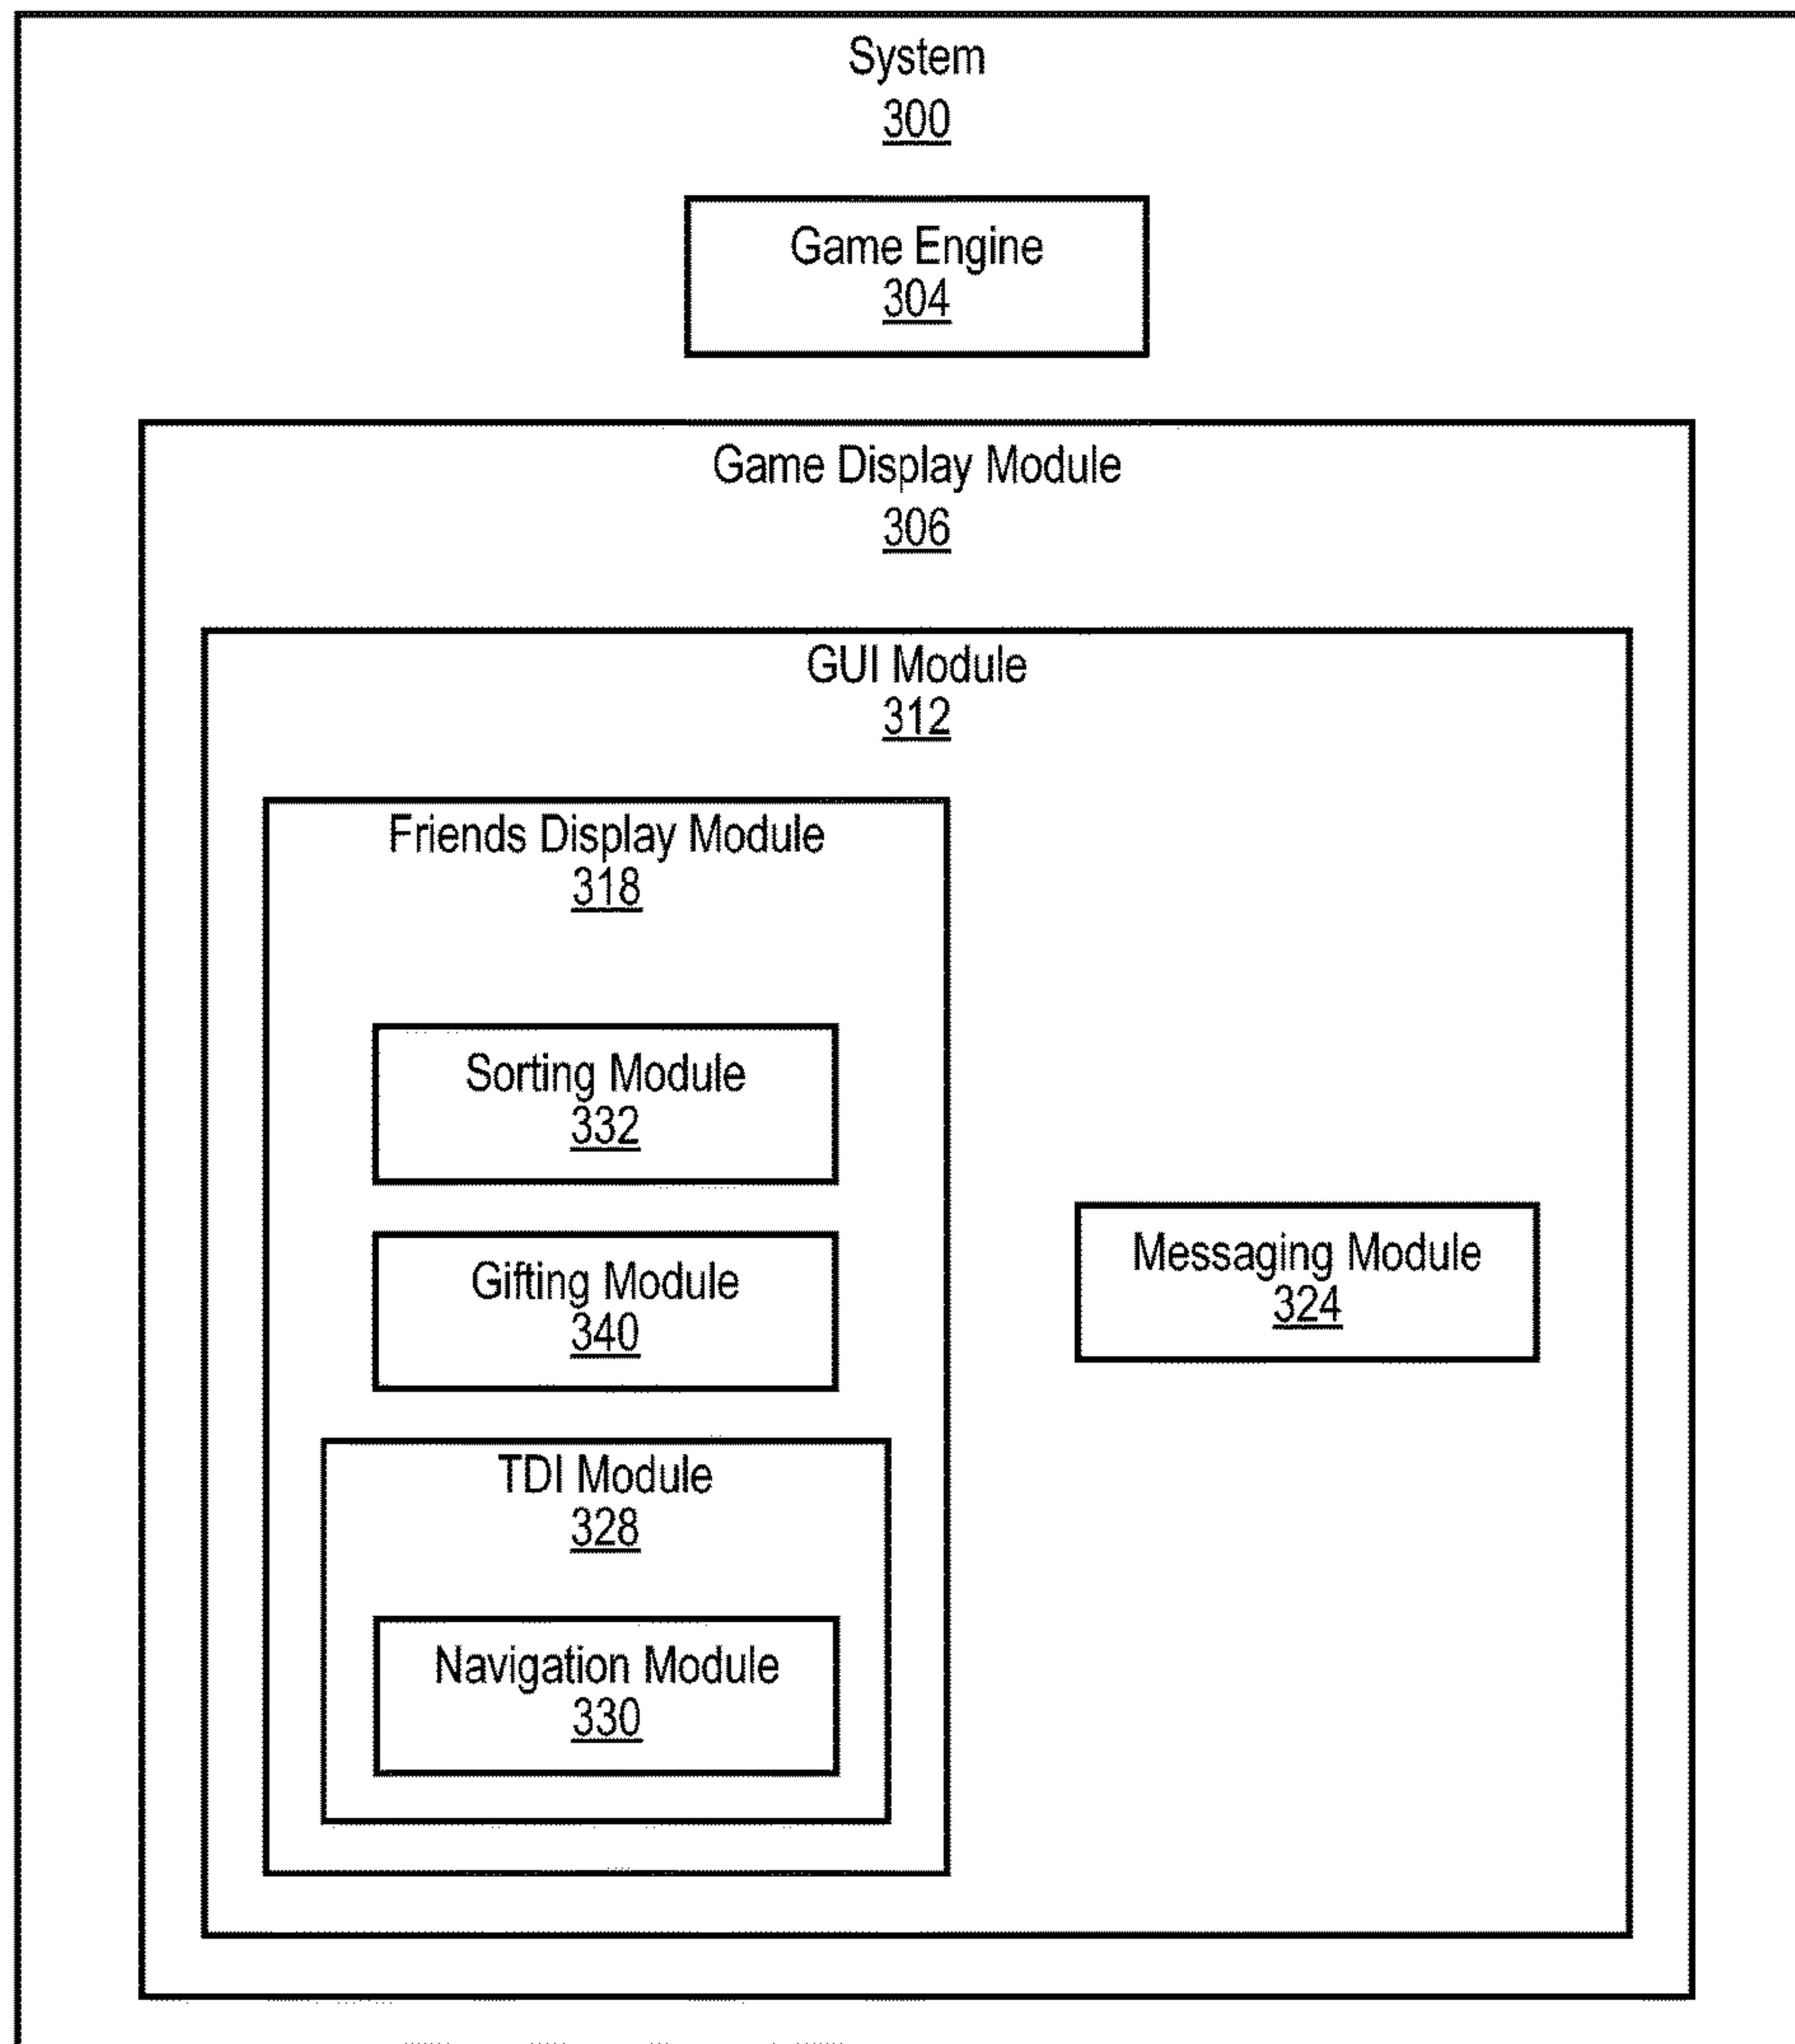 System
300
Game Engine
304
Game Display Module
306
GUI Module
312
Friends Display Module
318
Sorting Module
332
Gifting Module
340
TDI Module
328
Navigation Module
330
Messaging Module
324